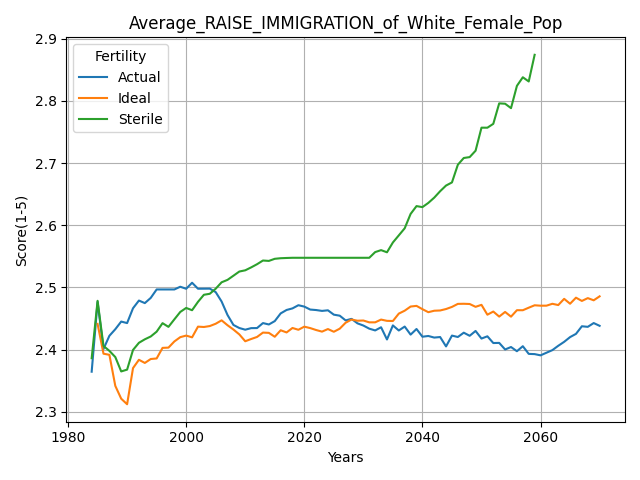 Average_RAISE_IMMIGRATION_of_White_Female_Pop
Fertility
Actual
Ideal
Sterile
Score(1-5)
2.9
2.8
2.7
2.6
2.5
2.4
2.3
1980 2000 2020 2040 2060
Years